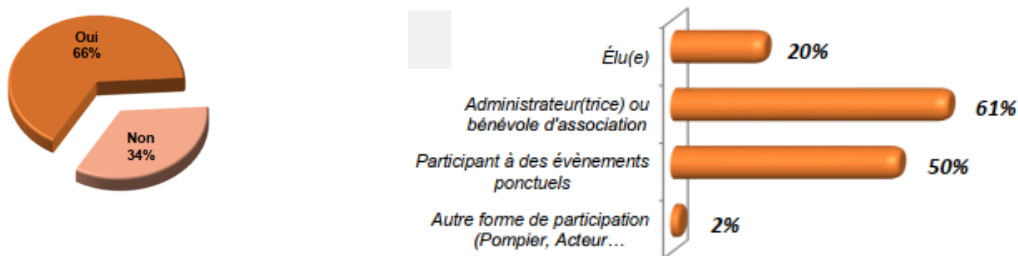 Oui
66%
Non
34%
Élu(e)
20%
Administrateur(trice) ou
bénévole d'association
61%
Participant à des évènements
ponctuels
50%
Autre forme de participation
(Pompier, Acteur…
2%